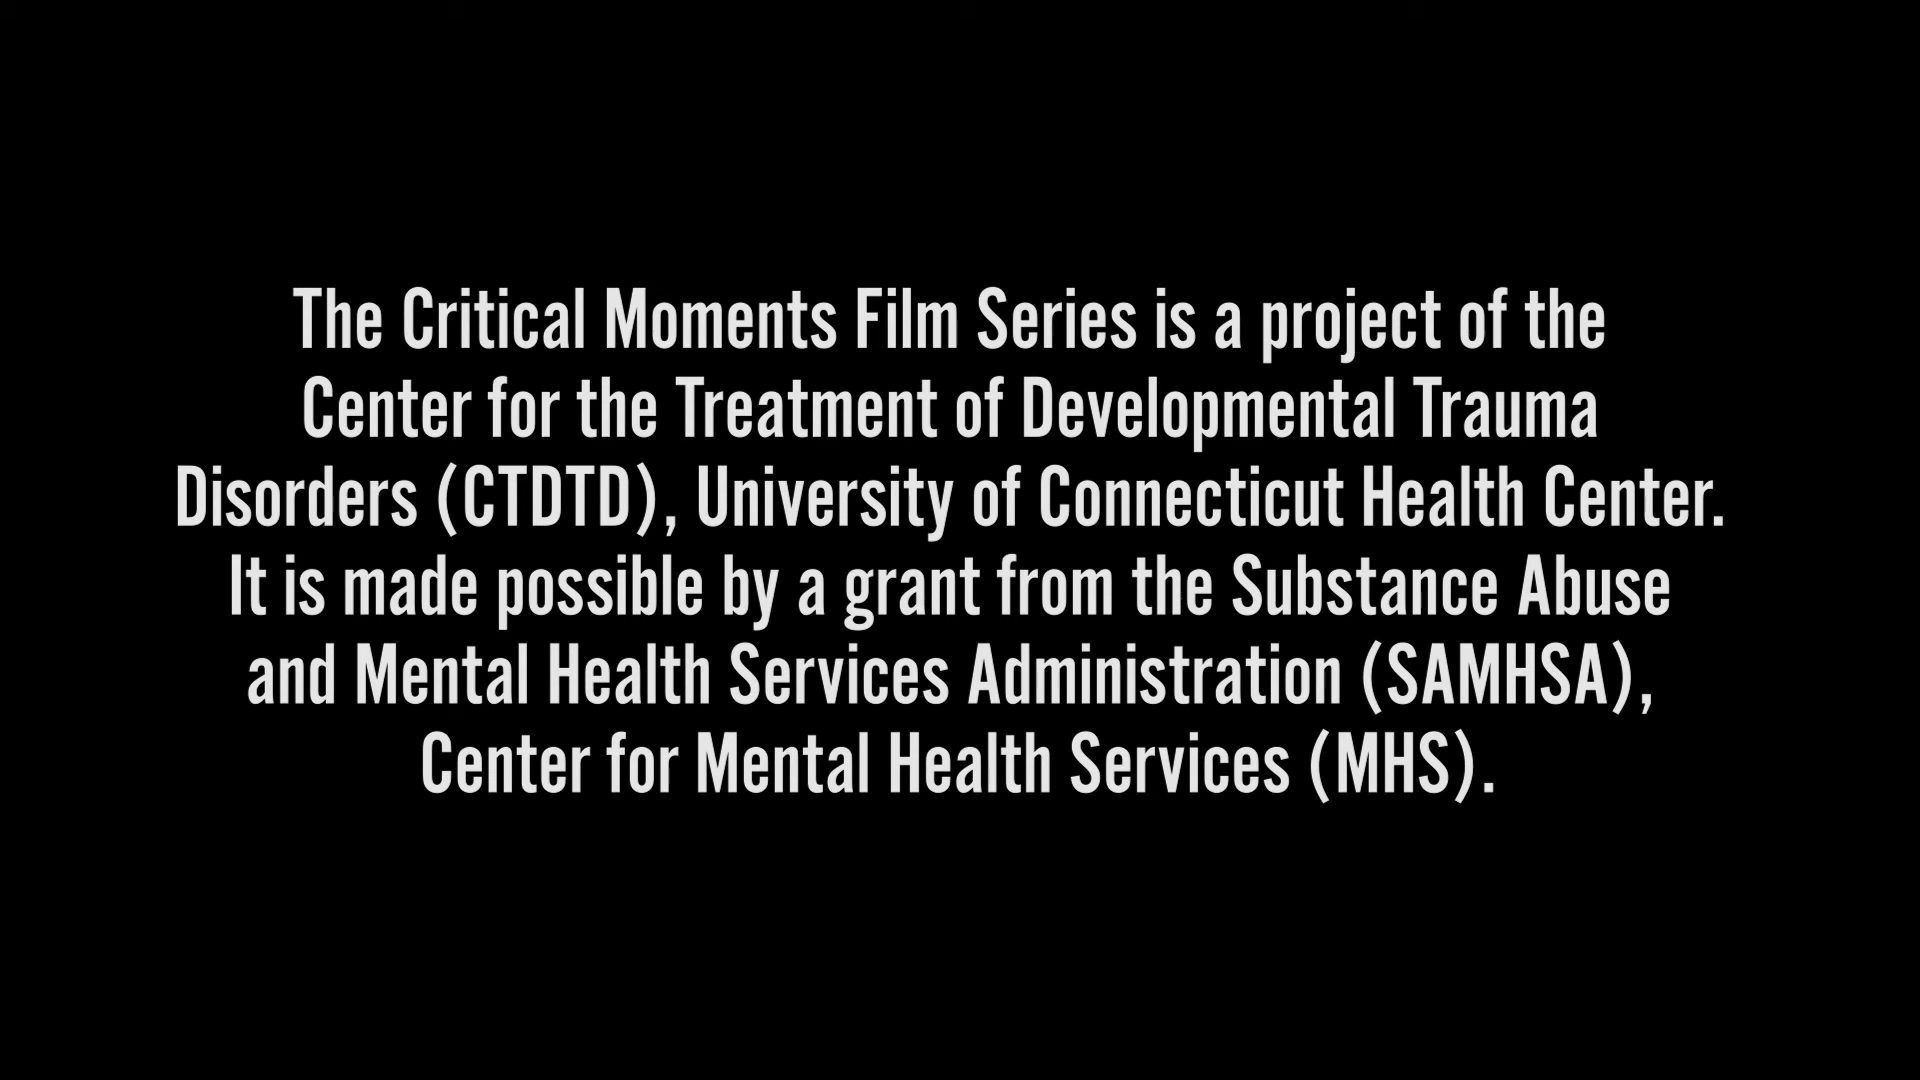 The Critical Moments Film Series is a project of the
Center for the Treatment of Developmental Trauma
Disorders (CTDTD), University of Connecticut Health Center.
It is made possible by a grant from the Substance Abuse
and Mental Health Services Administration (SAMHSA),
Center for Mental Health Services (MHS).